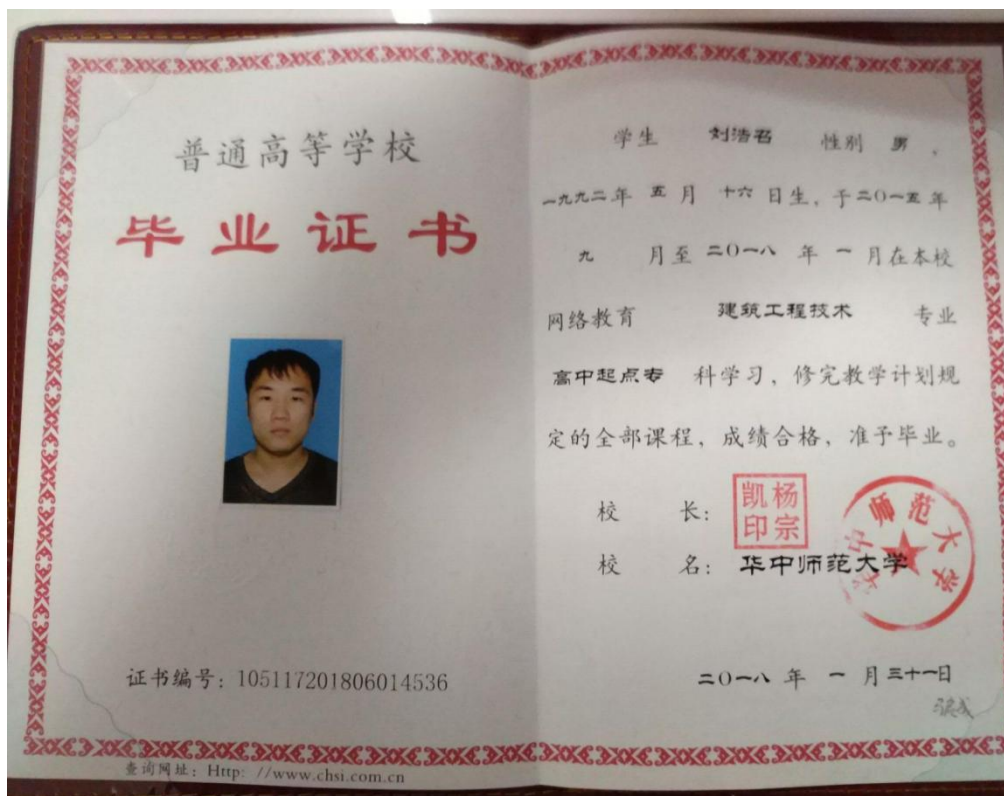 普通高等学校
毕业证书
证书编号：105117201806014536
查询网址：Http: //www.chsi.com.cn
学生 刘浩召 性别 男 ，
一九九二年 五月 十六日生，于二〇一五年
九 月至 二〇一八 年 一 月在本校
网络教育 建筑工程技术 专业
高中起点专 科学习，修完教学计划规
定的全部课程，成绩合格，准予毕业。
校 长：
杨宗凯印
校 名： 华中师范大学
华中师范大学
二〇一八 年 一 月 三十一日